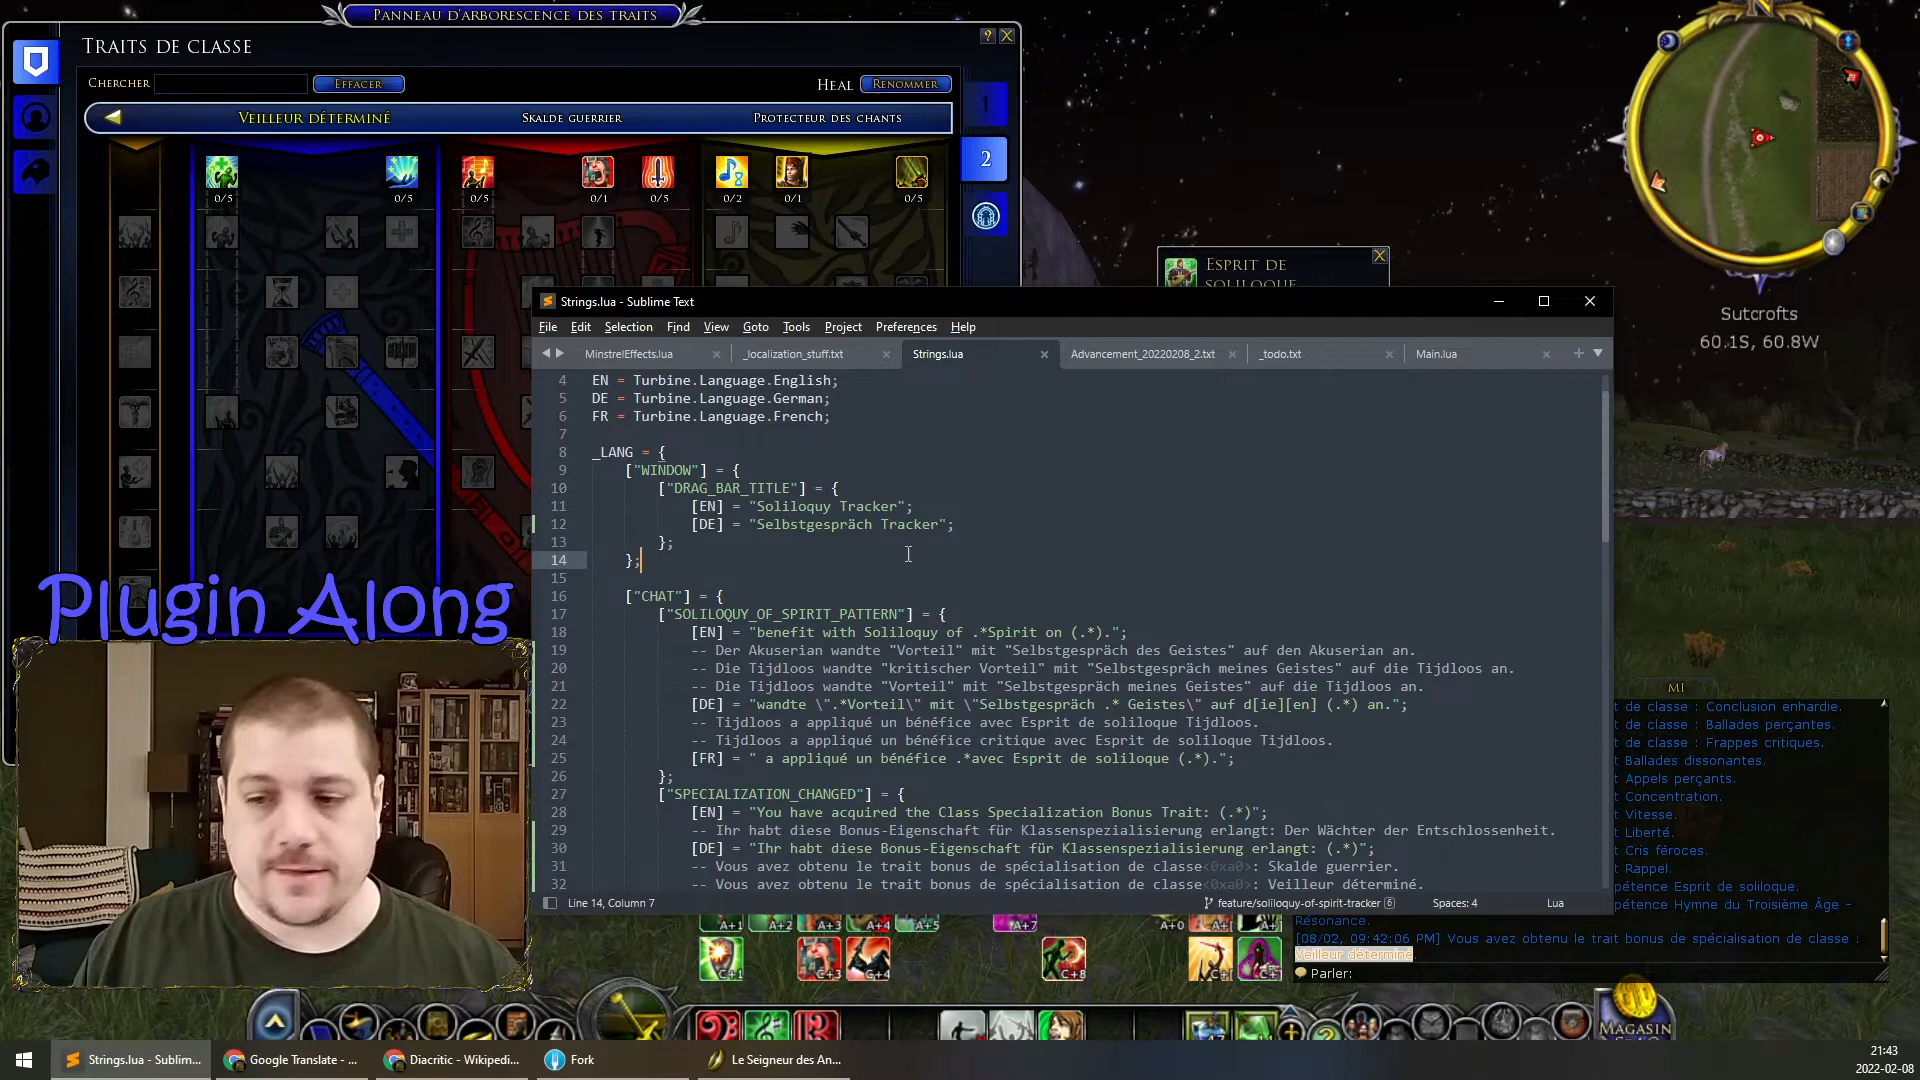 Panneau d'arborescence des traits
Traits de classe
? X
Chercher
Effacer
Heal
Renommer
Veilleur déterminé
Skalde guerrier
Protecteur des chants
1
2
0/5
0/5
0/5
0/1
0/5
0/2
0/1
0/5
N
Sutcrofts
60.1S, 60.8W
Esprit de
soliloque
X
Strings.lua - Sublime Text
File Edit Selection Find View Goto Tools Project Preferences Help
MinstrelEffects.lua
_localization_stuff.txt
Strings.lua
Advancement_20220208_2.txt
_todo.txt
Main.lua
4 EN = Turbine.Language.English;
5 DE = Turbine.Language.German;
6 FR = Turbine.Language.French;
7
8 _LANG = {
9 ["WINDOW"] = {
10 ["DRAG_BAR_TITLE"] = {
11 [EN] = "Soliloquy Tracker";
12 [DE] = "Selbstgespräch Tracker";
13 };
14 };
15
16 ["CHAT"] = {
17 ["SOLILOQUY_OF_SPIRIT_PATTERN"] = {
18 [EN] = "benefit with Soliloquy of .*Spirit on (.*).";
19 -- Der Akuserian wandte "Vorteil" mit "Selbstgespräch des Geistes" auf den Akuserian an.
20 -- Die Tijdloos wandte "kritischer Vorteil" mit "Selbstgespräch meines Geistes" auf die Tijdloos an.
21 -- Die Tijdloos wandte "Vorteil" mit "Selbstgespräch meines Geistes" auf die Tijdloos an.
22 [DE] = "wandte \".*Vorteil\" mit \"Selbstgespräch .* Geistes\" auf d[ie][en] (.*) an.";
23 -- Tijdloos a appliqué un bénéfice avec Esprit de soliloque Tijdloos.
24 -- Tijdloos a appliqué un bénéfice critique avec Esprit de soliloque Tijdloos.
25 [FR] = " a appliqué un bénéfice .*avec Esprit de soliloque (.*).";
26 };
27 ["SPECIALIZATION_CHANGED"] = {
28 [EN] = "You have acquired the Class Specialization Bonus Trait: (.*)";
29 -- Ihr habt diese Bonus-Eigenschaft für Klassenspezialisierung erlangt: Der Wächter der Entschlossenheit.
30 [DE] = "Ihr habt diese Bonus-Eigenschaft für Klassenspezialisierung erlangt: (.*)";
31 -- Vous avez obtenu le trait bonus de spécialisation de classe<0xa0>: Skalde guerrier.
32 -- Vous avez obtenu le trait bonus de spécialisation de classe<0xa0>: Veilleur déterminé.
Line 14, Column 7
feature/soliloquy-of-spirit-tracker 6
Spaces: 4
Lua
Plugin Along
MI
t de classe : Conclusion enhardie.
t de classe : Ballades perçantes.
t de classe : Frappes critiques.
t Ballades dissonantes.
t Appels perçants.
t Concentration.
t Vitesse.
t Liberté.
t Cris féroces.
t Rappel.
pétence Esprit de soliloque.
pétence Hymne du Troisième Âge -
Résonance.
[08/02, 09:42:06 PM] Vous avez obtenu le trait bonus de spécialisation de classe :
Veilleur déterminé.
Parler:
A+1 A+2 A+3 A+4 A+5 A+7 A+0 A+[ A+]
C+1 C+3 C+4 C+8 C+[ C+]
Magasin
Strings.lua - Sublim...
Google Translate - ...
Diacritic - Wikipedi...
Fork
Le Seigneur des An...
21:43
2022-02-08